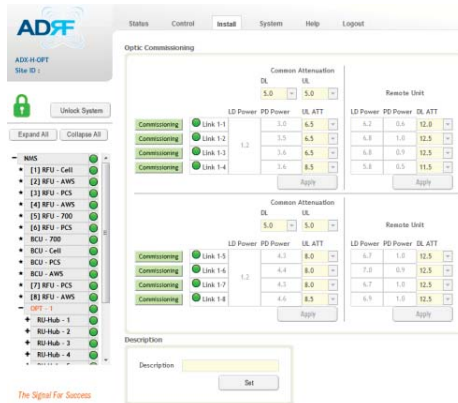 ADRF
Status Control Install System Help Logout
ADX-H-OPT
Site ID :
Optic Commissioning
Unlock System
Expand All Collapse All
NMS
[1] RFU - Cell
[2] RFU - AWS
[3] RFU - PCS
[4] RFU - AWS
[5] RFU - 700
[6] RFU - PCS
BCU - 700
BCU - Cell
BCU - PCS
BCU - AWS
[7] RFU - PCS
[8] RFU - AWS
OPT - 1
RU-Hub - 1
RU-Hub - 2
RU-Hub - 3
RU-Hub - 4
The Signal For Success
Common Attenuation
DL UL
5.0 5.0 Remote Unit
LD Power PD Power UL ATT LD Power PD Power DL ATT
Commissioning Link 1-1 3.0 6.5 6.2 0.6 12.0
Commissioning Link 1-2 3.5 6.5 6.8 1.0 12.5
1.2
Commissioning Link 1-3 3.6 6.5 6.8 0.9 12.5
Commissioning Link 1-4 3.6 8.5 5.8 0.5 11.5
Apply Apply
Common Attenuation
DL UL
5.0 5.0 Remote Unit
LD Power PD Power UL ATT LD Power PD Power DL ATT
Commissioning Link 1-5 4.3 8.0 6.7 1.0 12.5
Commissioning Link 1-6 4.4 8.0 7.0 0.9 12.5
1.2
Commissioning Link 1-7 4.3 8.0 6.7 1.0 12.5
Commissioning Link 1-8 4.6 8.5 6.9 1.0 12.5
Apply Apply
Description
Description
Set